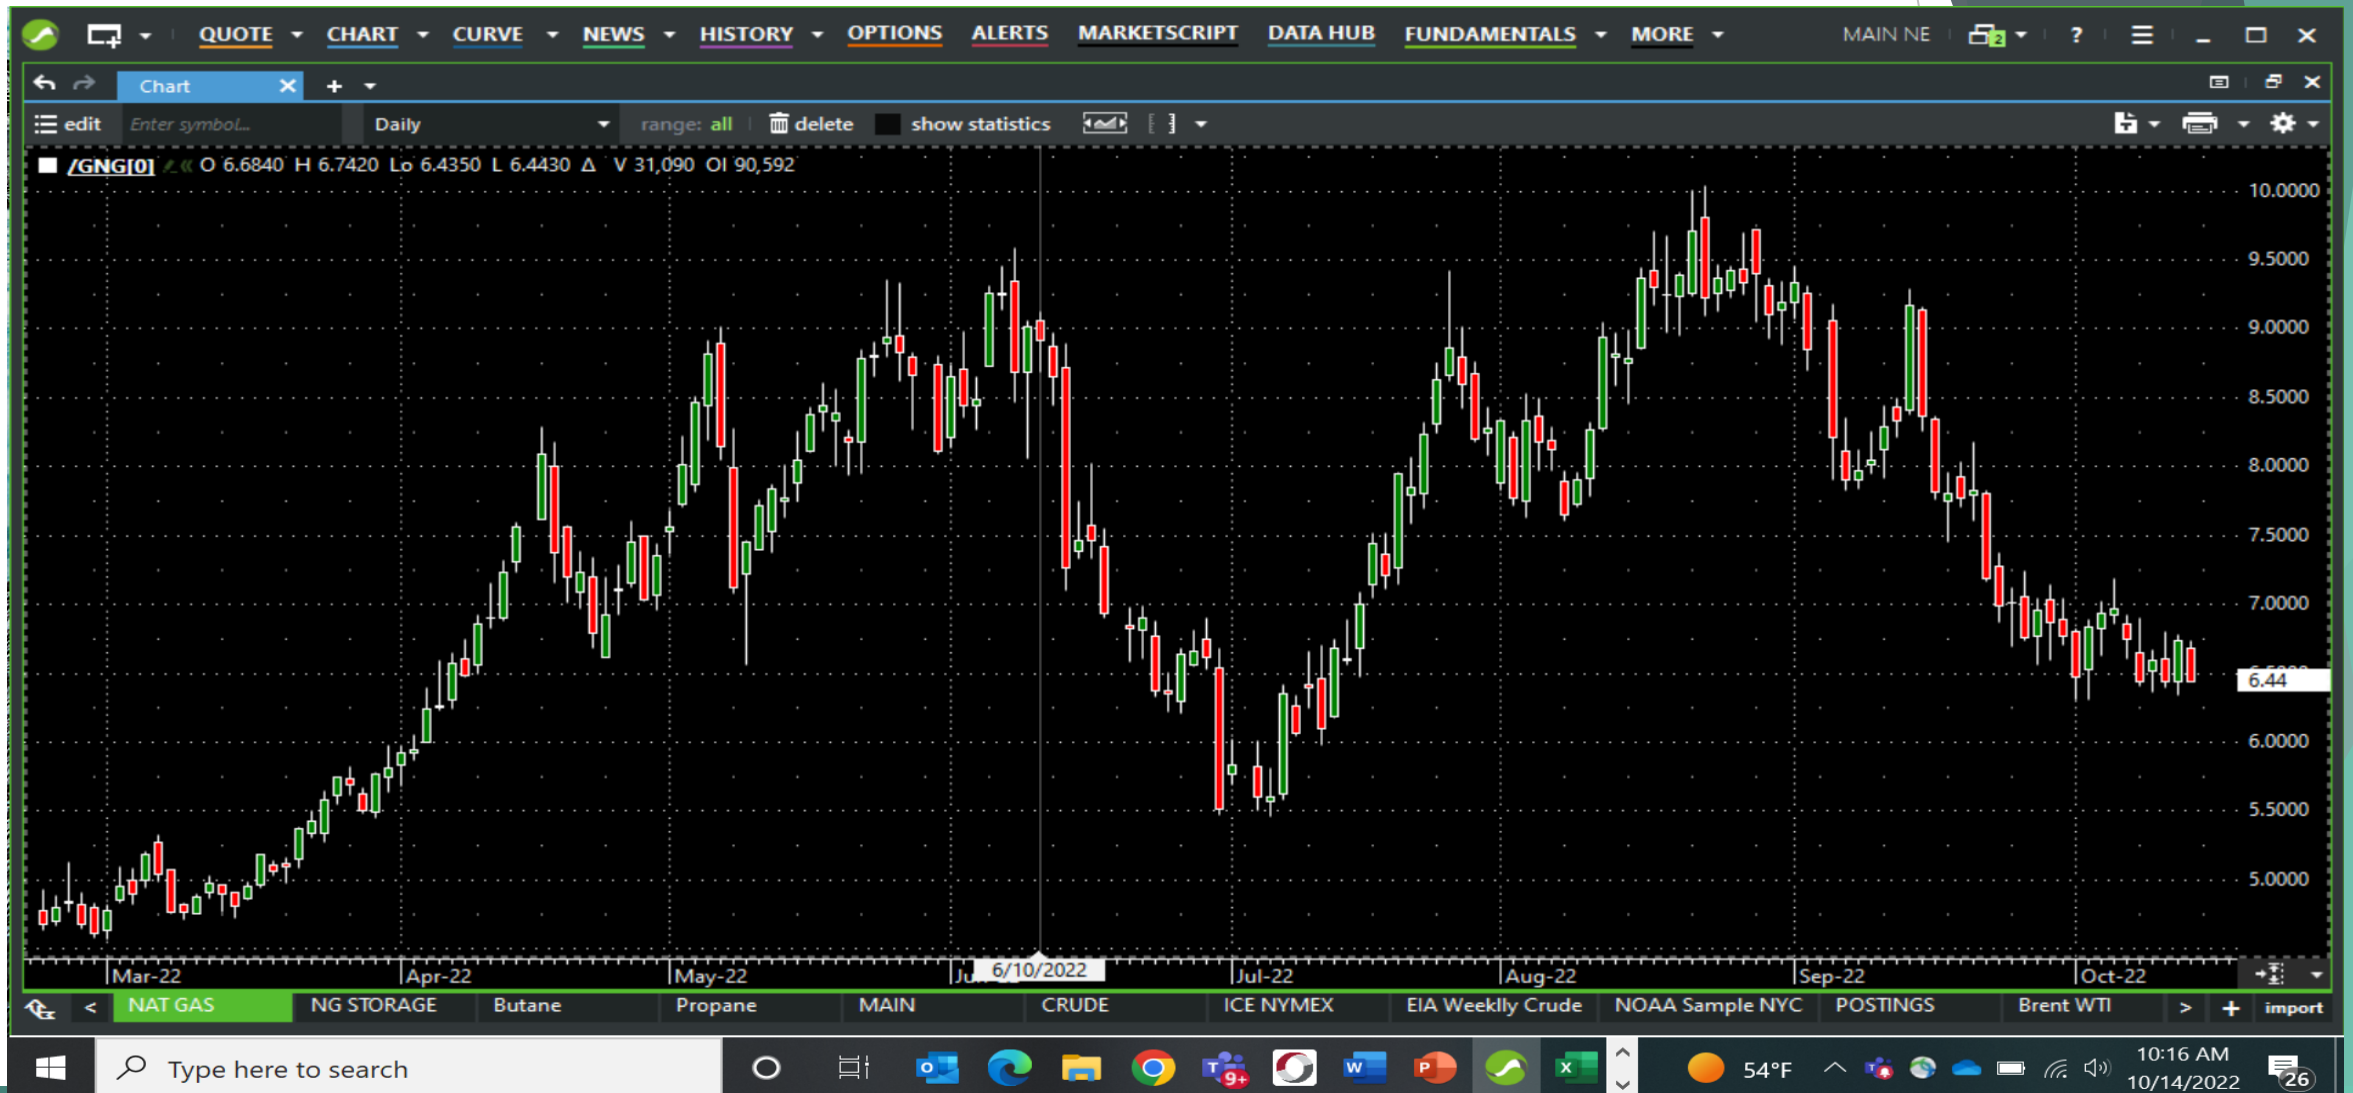 QUOTE CHART CURVE NEWS HISTORY OPTIONS ALERTS MARKETSCRIPT DATA HUB FUNDAMENTALS MORE MAIN NE 2 ?
Chart
edit Enter symbol... Daily range: all delete show statistics
/GNG[0] O 6.6840 H 6.7420 Lo 6.4350 L 6.4430 Δ V 31,090 OI 90,592
10.0000
9.5000
9.0000
8.5000
8.0000
7.5000
7.0000
6.44
6.0000
5.5000
5.0000
Mar-22 Apr-22 May-22 6/10/2022 Jul-22 Aug-22 Sep-22 Oct-22
< NAT GAS NG STORAGE Butane Propane MAIN CRUDE ICE NYMEX EIA Weeklly Crude NOAA Sample NYC POSTINGS Brent WTI > + import
Type here to search 9+ 54°F 10:16 AM
10/14/2022 26